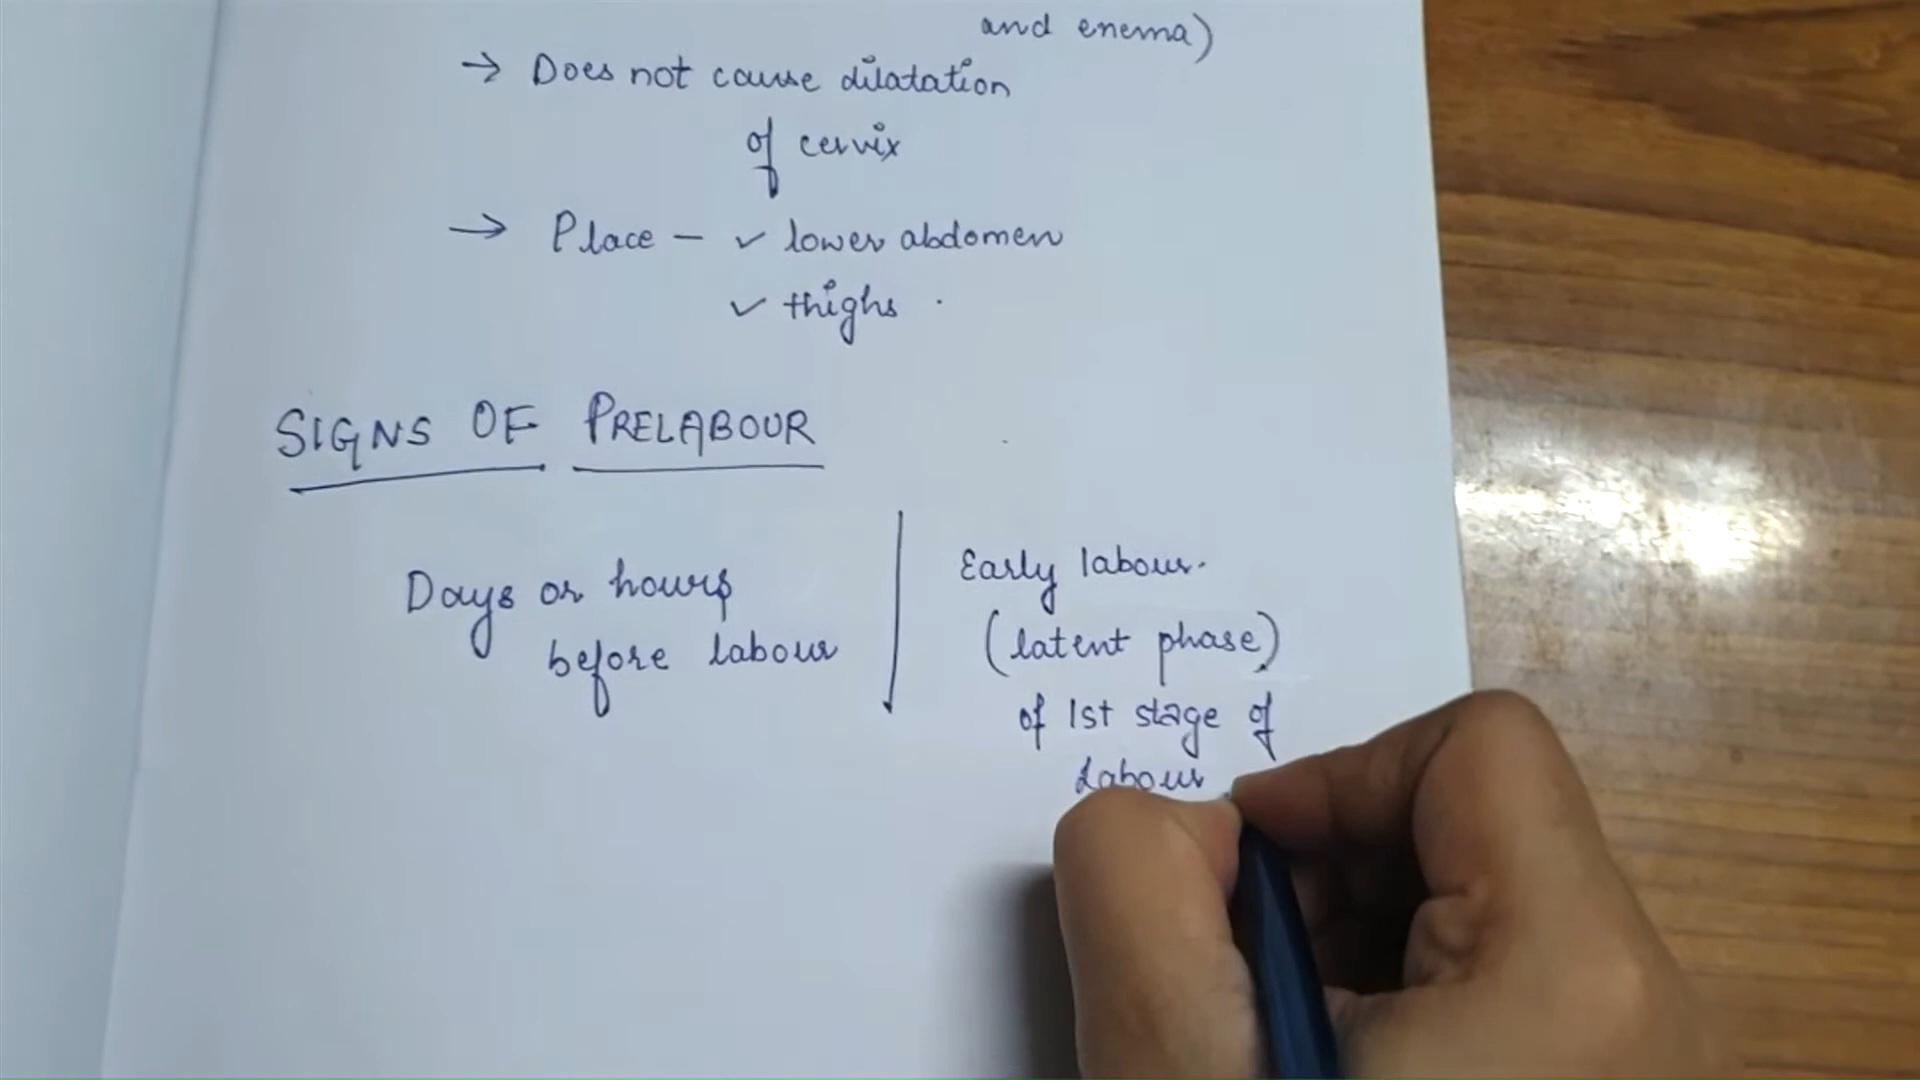 and enema)
→ Does not cause dilatation
of cervix
→ Place – ✓ lower abdomen
✓ thighs
SIGNS OF PRELABOUR
Days or hours
before labour
Early labour.
(latent phase)
of 1st stage of
Labour